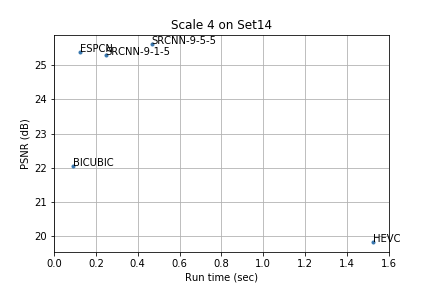 Scale 4 on Set14
PSNR (dB)
25
24
23
22
21
20
ESPCN
SRCNN-9-1-5
SRCNN-9-5-5
BICUBIC
HEVC
0.0 0.2 0.4 0.6 0.8 1.0 1.2 1.4 1.6
Run time (sec)